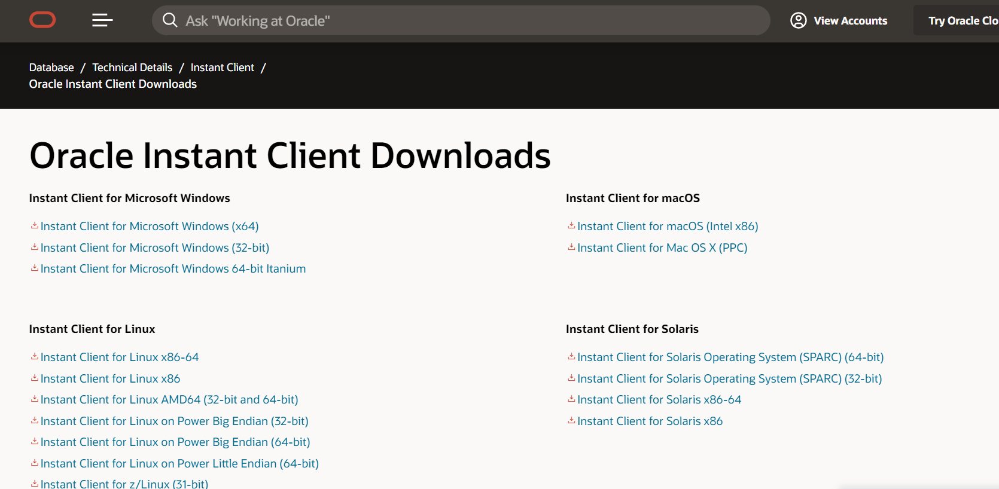 Ask "Working at Oracle"
View Accounts
Try Oracle Clo
Database / Technical Details / Instant Client /
Oracle Instant Client Downloads
Oracle Instant Client Downloads
Instant Client for Microsoft Windows
Instant Client for Microsoft Windows (x64)
Instant Client for Microsoft Windows (32-bit)
Instant Client for Microsoft Windows 64-bit Itanium
Instant Client for macOS
Instant Client for macOS (Intel x86)
Instant Client for Mac OS X (PPC)
Instant Client for Linux
Instant Client for Linux x86-64
Instant Client for Linux x86
Instant Client for Linux AMD64 (32-bit and 64-bit)
Instant Client for Linux on Power Big Endian (32-bit)
Instant Client for Linux on Power Big Endian (64-bit)
Instant Client for Linux on Power Little Endian (64-bit)
Instant Client for z/Linux (31-bit)
Instant Client for Solaris
Instant Client for Solaris Operating System (SPARC) (64-bit)
Instant Client for Solaris Operating System (SPARC) (32-bit)
Instant Client for Solaris x86-64
Instant Client for Solaris x86